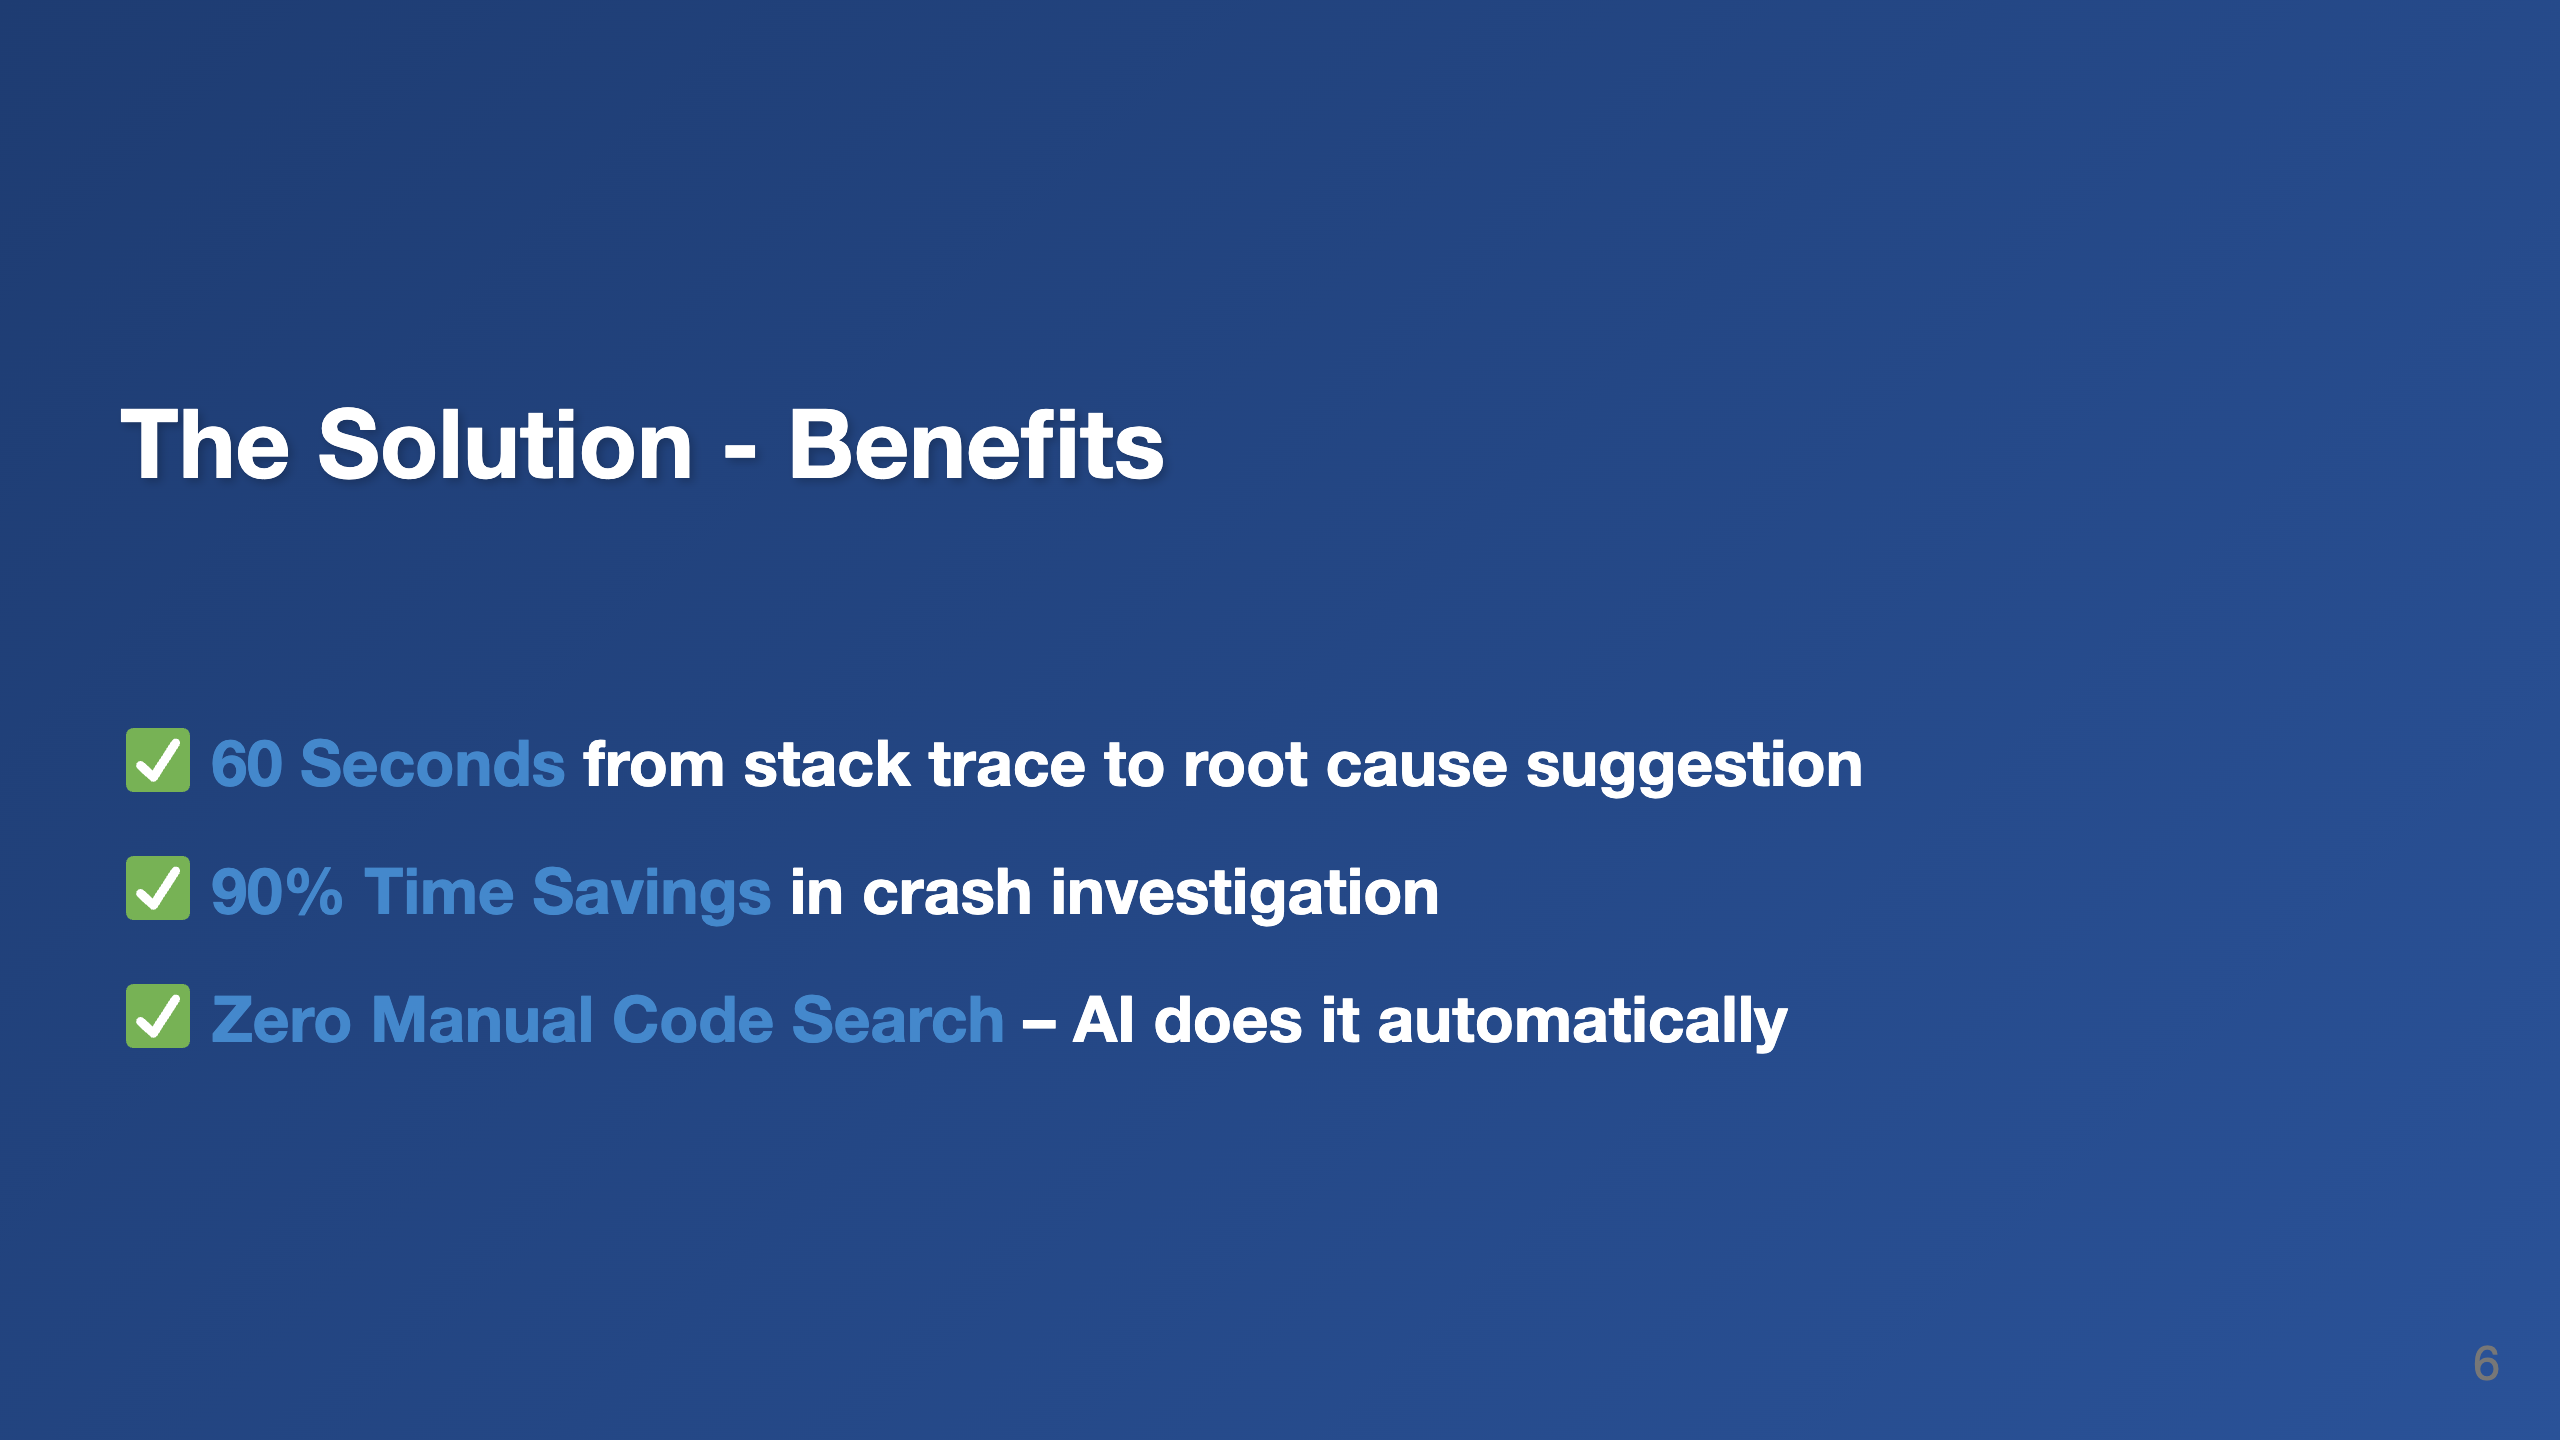 The Solution - Benefits
✅ 60 Seconds from stack trace to root cause suggestion
✅ 90% Time Savings in crash investigation
✅ Zero Manual Code Search – AI does it automatically
6